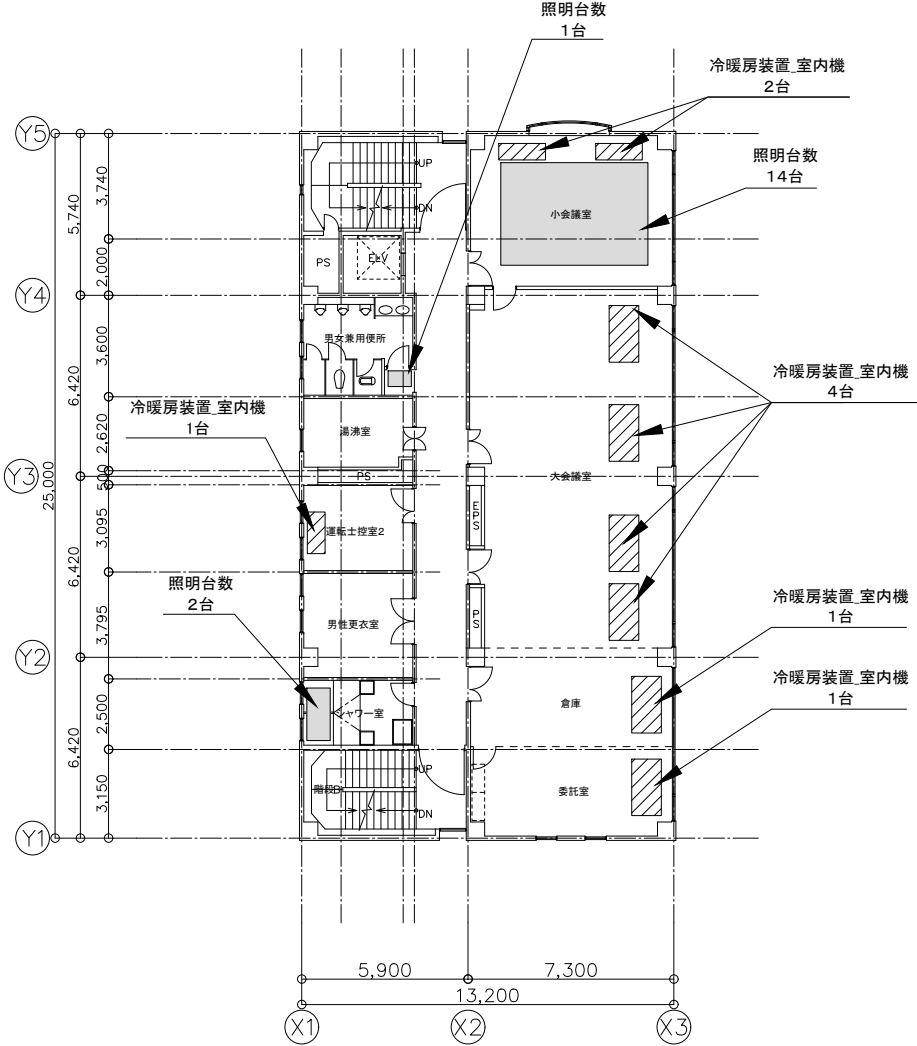 照明台数
1台
冷暖房装置_室内機
2台
照明台数
14台
Y5
UP
DN
小会議室
3,740
5,740
2,000
PS
ELV
Y4
男女兼用便所
3,600
6,420
冷暖房装置_室内機
4台
冷暖房装置_室内機
1台
湯沸室
2,620
Y3
PS
大会議室
500
25,000
EPS
運転士控室2
3,095
6,420
照明台数
2台
男性更衣室
PS
3,795
冷暖房装置_室内機
1台
Y2
冷暖房装置_室内機
1台
シャワー室
倉庫
2,500
6,420
UP
階段B
委託室
3,150
DN
Y1
5,900
7,300
13,200
X1
X2
X3